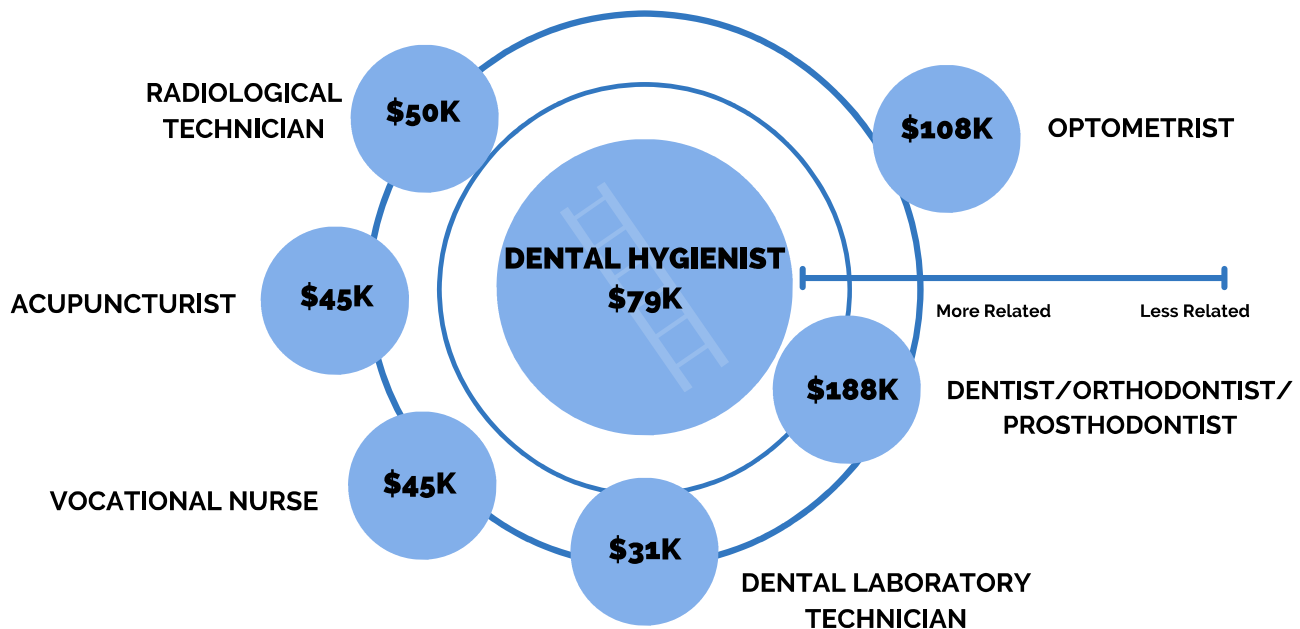 RADIOLOGICAL
TECHNICIAN
$50K
$108K
OPTOMETRIST
DENTAL HYGIENIST
$79K
ACUPUNCTURIST
$45K
More Related
Less Related
$188K
DENTIST/ORTHODONTIST/
PROSTHODONTIST
VOCATIONAL NURSE
$45K
$31K
DENTAL LABORATORY
TECHNICIAN